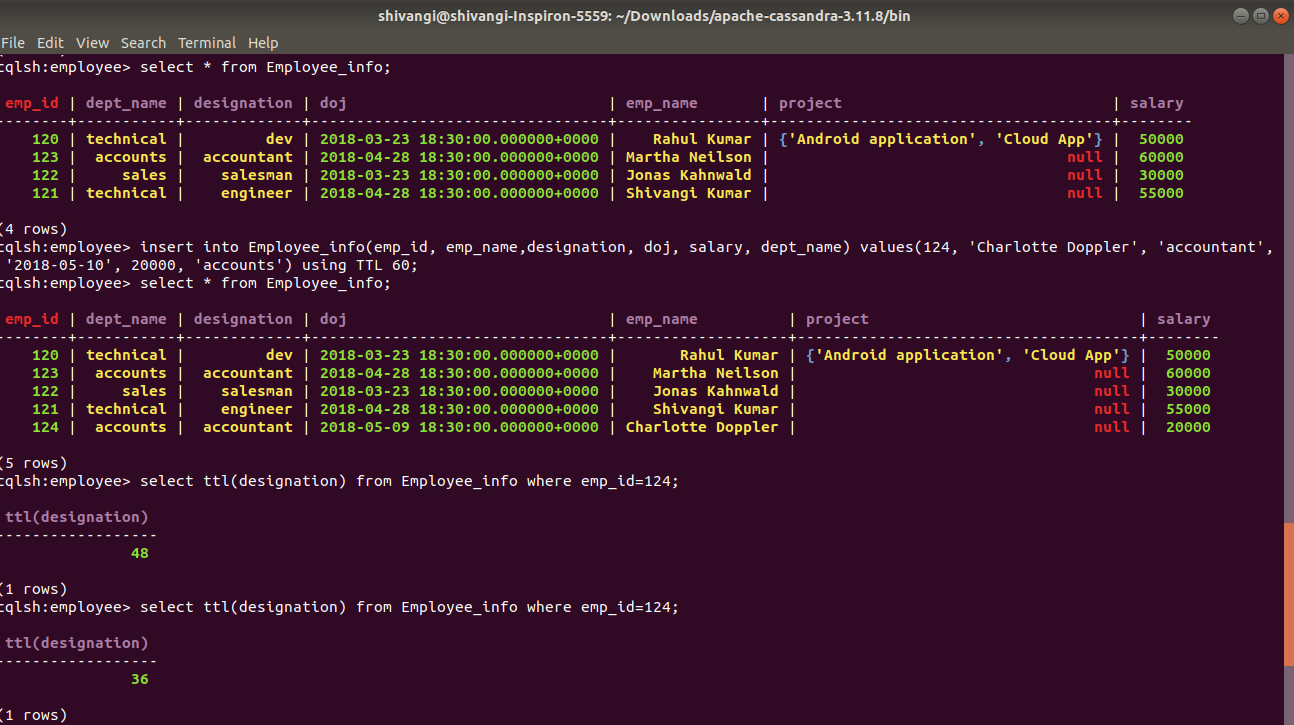 shivangi@shivangi-Inspiron-5559: ~/Downloads/apache-cassandra-3.11.8/bin
File Edit View Search Terminal Help
cqlsh:employee> select * from Employee_info;
emp_id | dept_name | designation | doj | emp_name | project | salary
--------+-----------+-------------+---------------------------------+----------------+--------------------------------------+--------
120 | technical | dev | 2018-03-23 18:30:00.000000+0000 | Rahul Kumar | {'Android application', 'Cloud App'} | 50000
123 | accounts | accountant | 2018-04-28 18:30:00.000000+0000 | Martha Neilson | null | 60000
122 | sales | salesman | 2018-03-23 18:30:00.000000+0000 | Jonas Kahnwald | null | 30000
121 | technical | engineer | 2018-04-28 18:30:00.000000+0000 | Shivangi Kumar | null | 55000
(4 rows)
cqlsh:employee> insert into Employee_info(emp_id, emp_name,designation, doj, salary, dept_name) values(124, 'Charlotte Doppler', 'accountant',
'2018-05-10', 20000, 'accounts') using TTL 60;
cqlsh:employee> select * from Employee_info;
emp_id | dept_name | designation | doj | emp_name | project | salary
--------+-----------+-------------+---------------------------------+-------------------+--------------------------------------+--------
120 | technical | dev | 2018-03-23 18:30:00.000000+0000 | Rahul Kumar | {'Android application', 'Cloud App'} | 50000
123 | accounts | accountant | 2018-04-28 18:30:00.000000+0000 | Martha Neilson | null | 60000
122 | sales | salesman | 2018-03-23 18:30:00.000000+0000 | Jonas Kahnwald | null | 30000
121 | technical | engineer | 2018-04-28 18:30:00.000000+0000 | Shivangi Kumar | null | 55000
124 | accounts | accountant | 2018-05-09 18:30:00.000000+0000 | Charlotte Doppler | null | 20000
(5 rows)
cqlsh:employee> select ttl(designation) from Employee_info where emp_id=124;
ttl(designation)
------------------
48
(1 rows)
cqlsh:employee> select ttl(designation) from Employee_info where emp_id=124;
ttl(designation)
------------------
36
(1 rows)